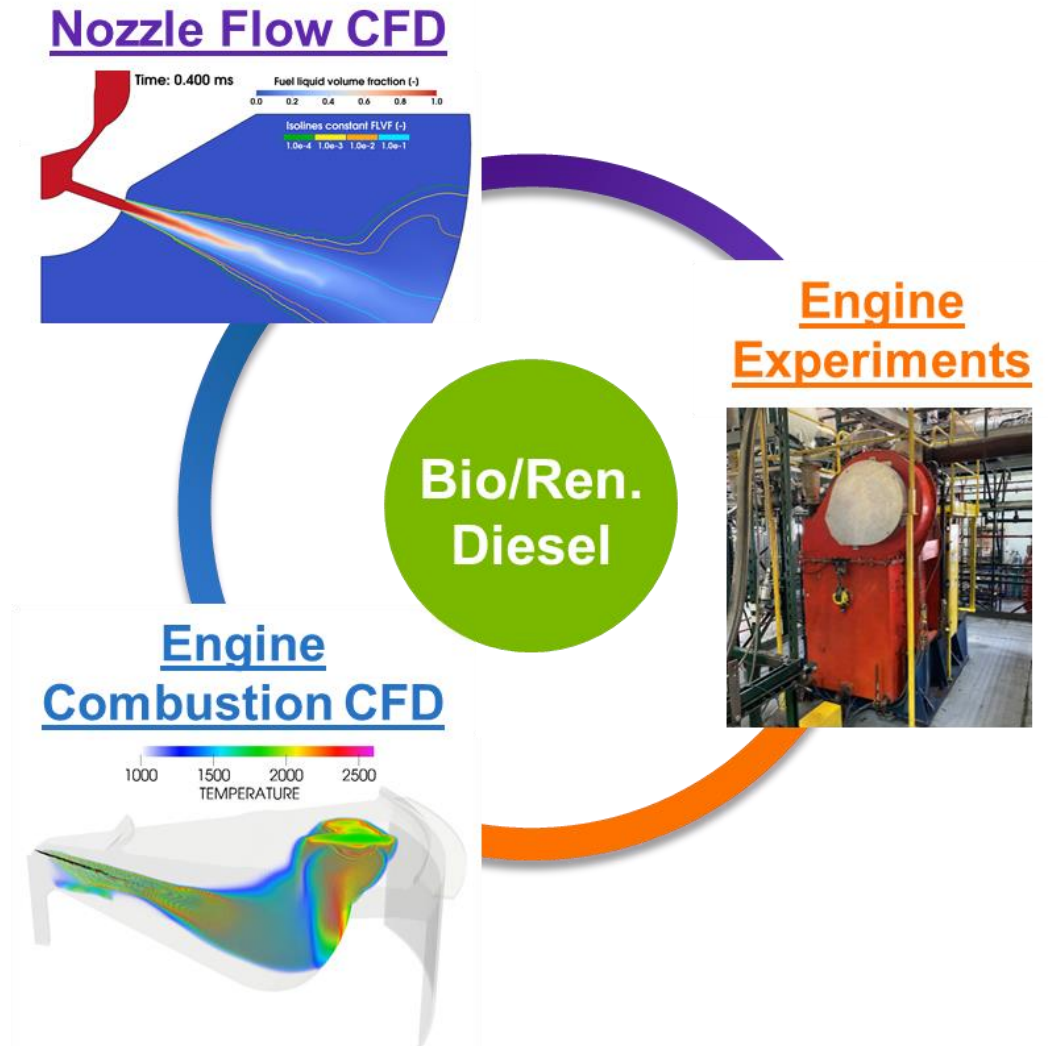 Nozzle Flow CFD
Time: 0.400 ms
Fuel liquid volume fraction (-)
0.0 0.2 0.4 0.6 0.8 1.0
Isolines constant FLVF (-)
1.0e-4 1.0e-3 1.0e-2 1.0e-1
Engine
Experiments
Bio/Ren.
Diesel
Engine
Combustion CFD
1000 1500 2000 2500
TEMPERATURE